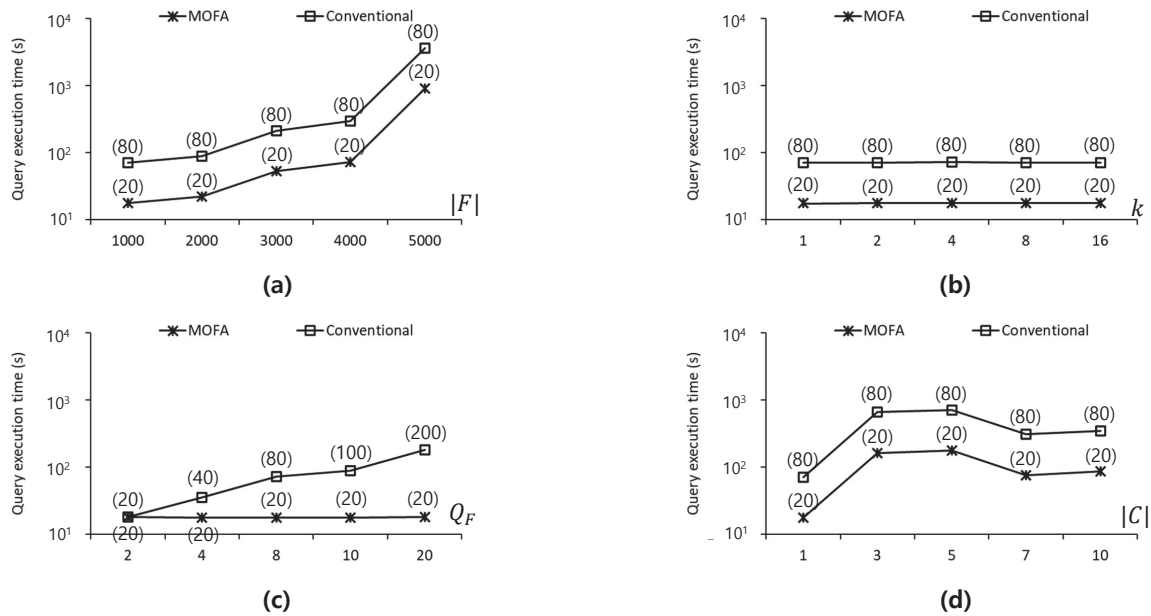 MOFA Conventional
Query execution time (s)
10^4
10^3
10^2
10^1
(80) (80) (80) (80) (80)
(20) (20) (20) (20) (20)
|F|
1000 2000 3000 4000 5000
(a)
MOFA Conventional
Query execution time (s)
10^4
10^3
10^2
10^1
(80) (80) (80) (80) (80)
(20) (20) (20) (20) (20)
k
1 2 4 8 16
(b)
MOFA Conventional
Query execution time (s)
10^4
10^3
10^2
10^1
(20) (40) (80) (100) (200)
(20) (20) (20) (20) (20)
Q_F
2 4 8 10 20
(c)
MOFA Conventional
Query execution time (s)
10^4
10^3
10^2
10^1
(80) (80) (80) (80) (80)
(20) (20) (20) (20) (20)
|C|
1 3 5 7 10
(d)